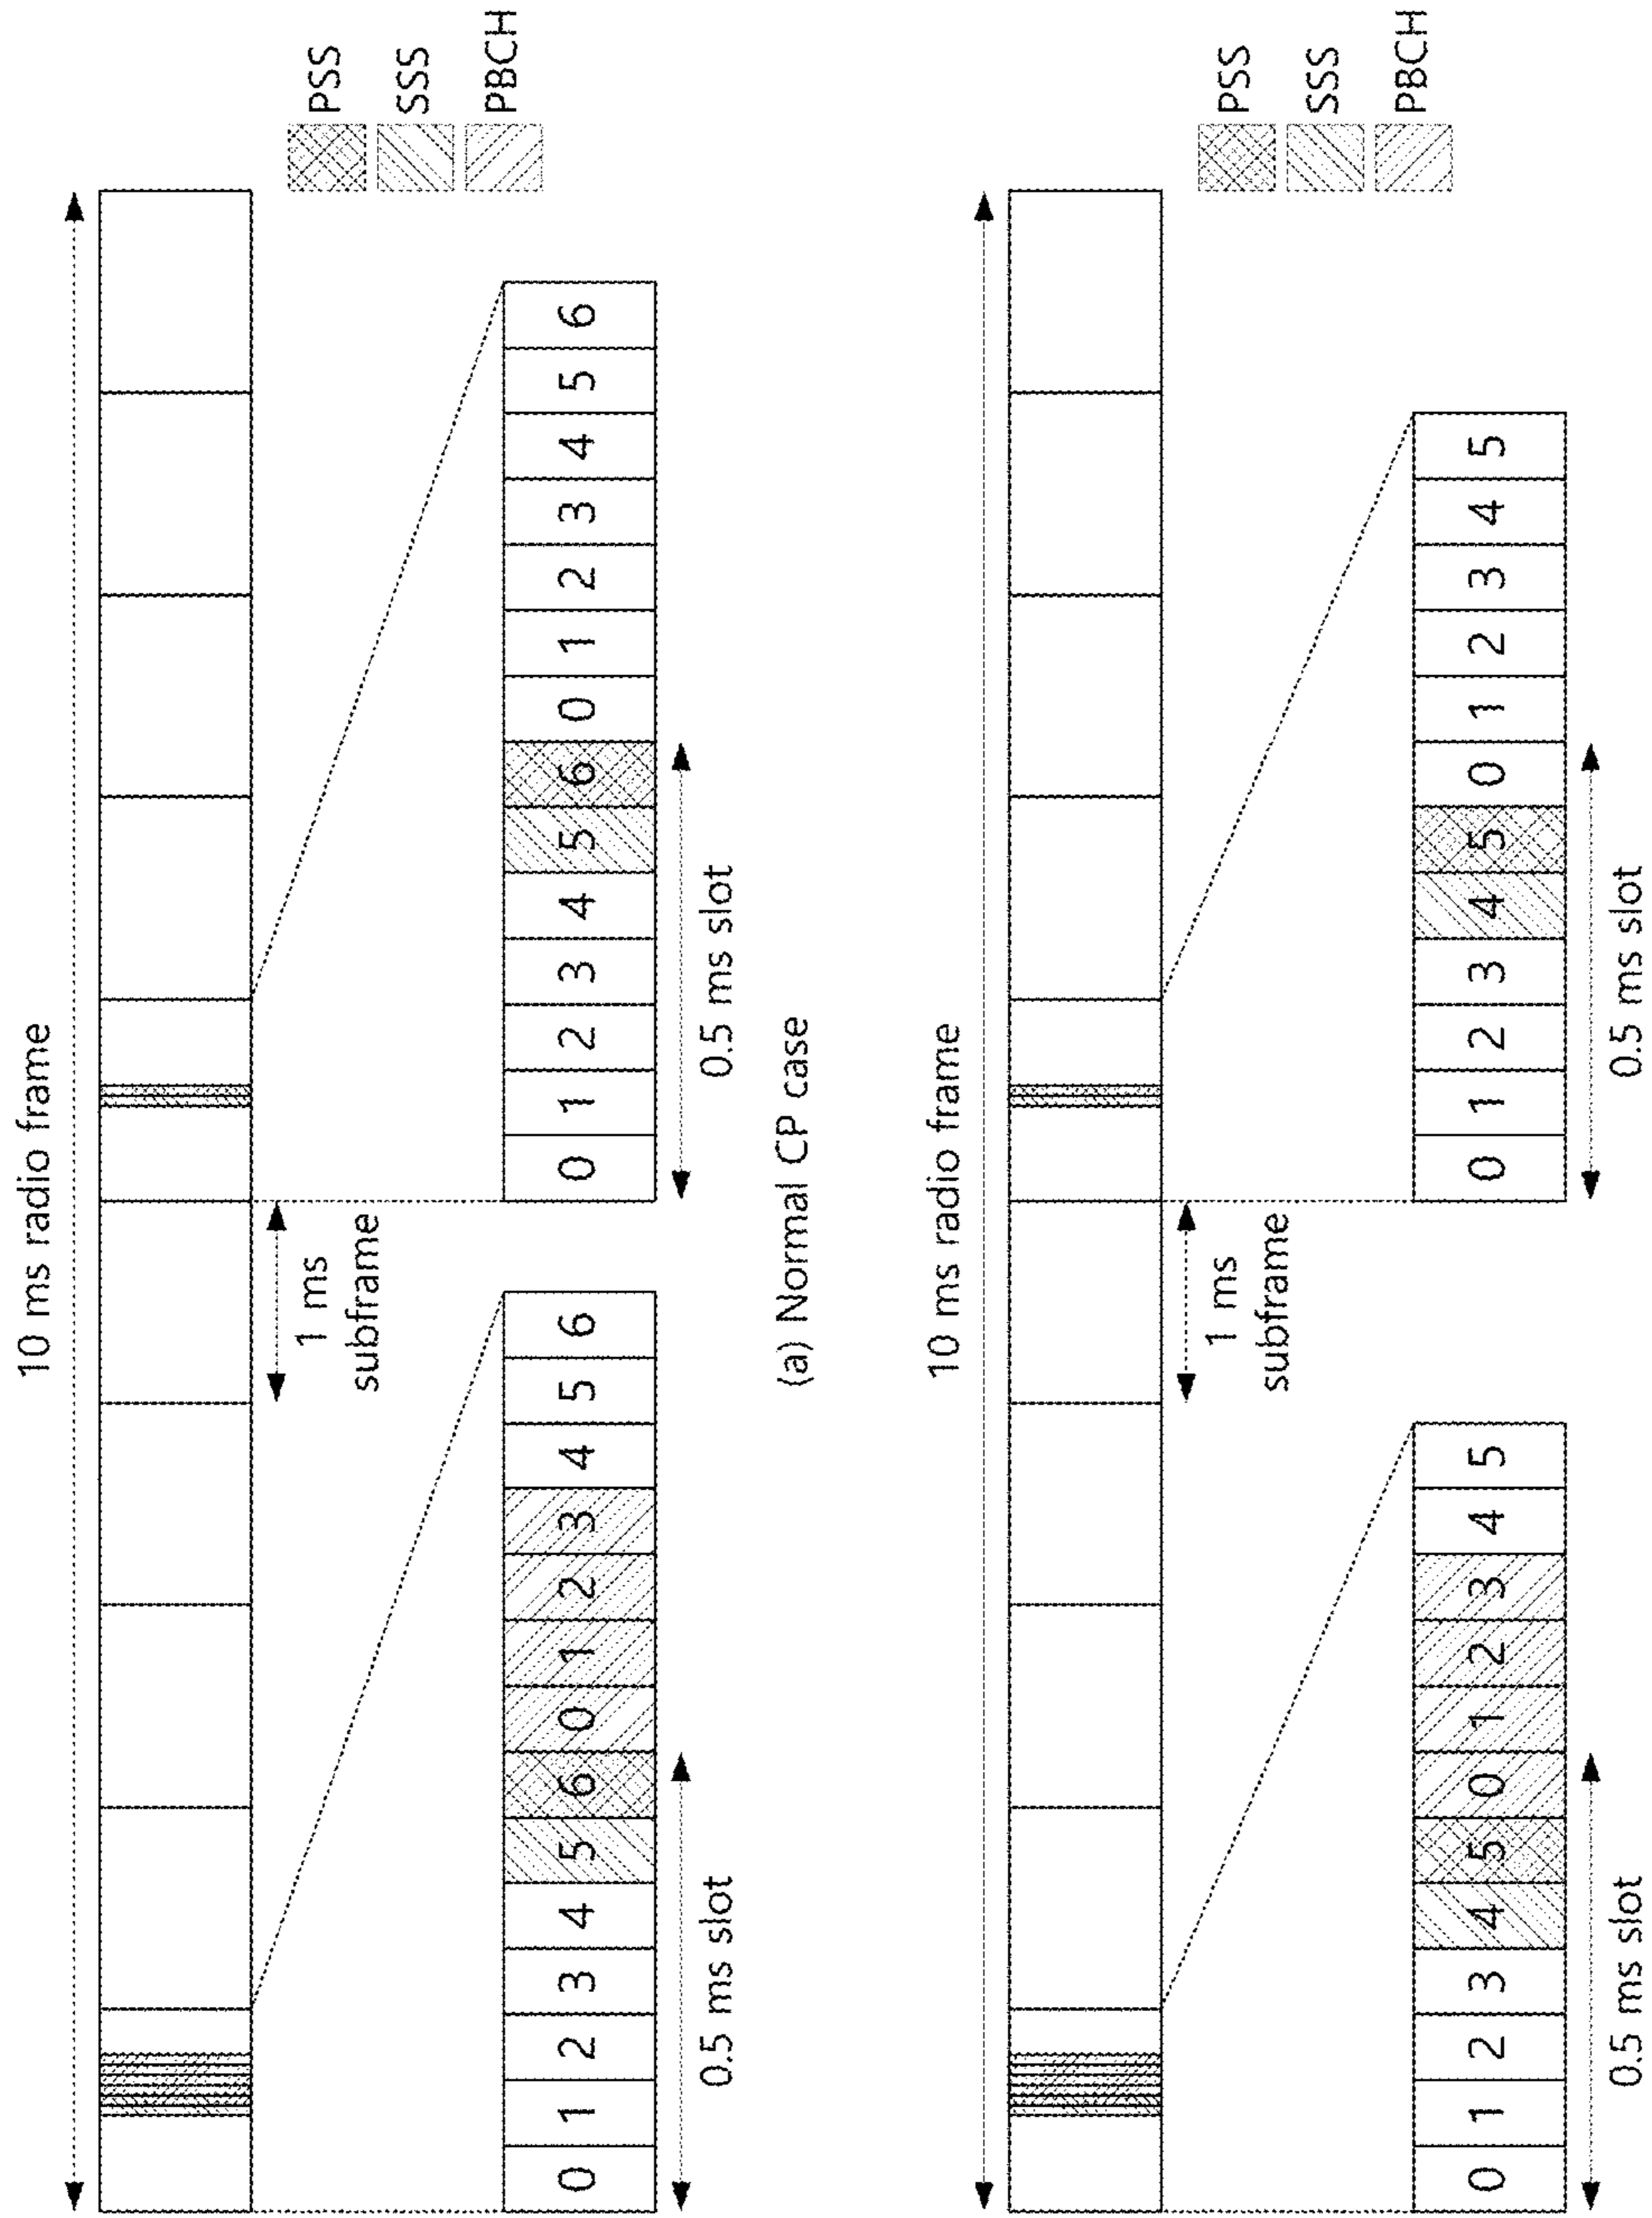 10 ms radio frame
1 ms
subframe
PSS
SSS
PBCH
0 1 2 3 4 5 6 0 1 2 3 4 5 6
0 1 2 3 4 5 6 0 1 2 3 4 5 6
0.5 ms slot
0.5 ms slot
(a) Normal CP case
10 ms radio frame
1 ms
subframe
PSS
SSS
PBCH
0 1 2 3 4 5 0 1 2 3 4 5
0 1 2 3 4 5 0 1 2 3 4 5
0.5 ms slot
0.5 ms slot